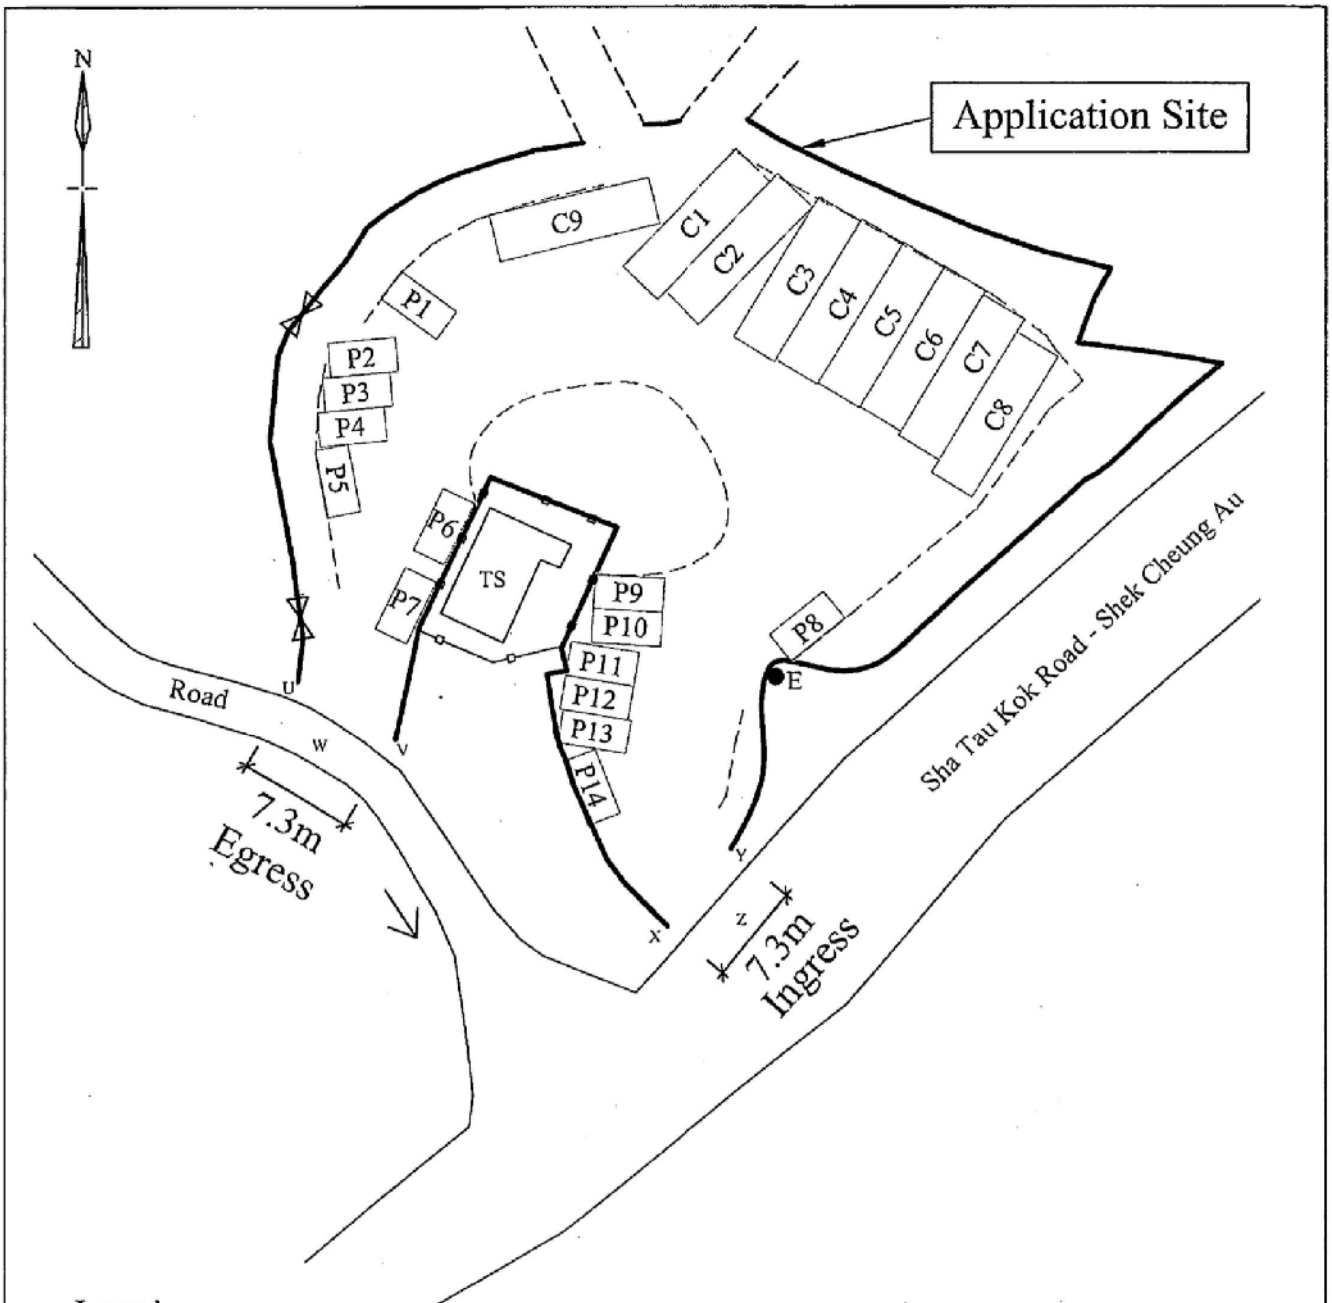 N
Application Site
C9
C1
C2
C3
C4
C5
C6
C7
C8
P1
P2
P3
P4
P5
P6
P7
TS
P9
P10
P8
P11
E
P12
P13
P14
Sha Tau Kok Road - Shek Cheung Au
Road
U
W
V
7.3m
Egress
Y
X
Z
7.3m
Ingress